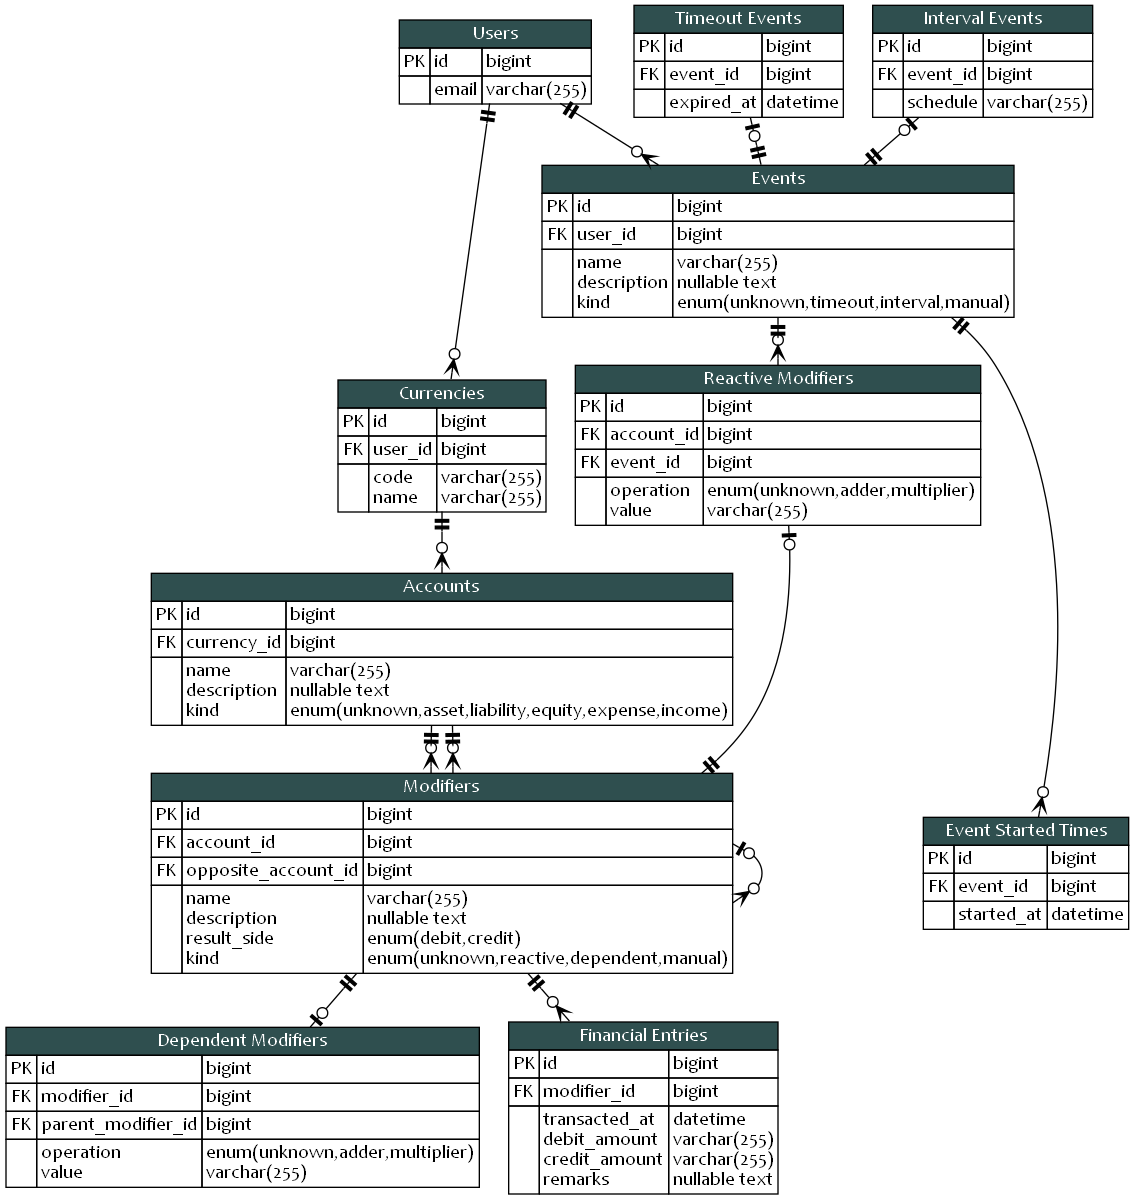 Users
PK id bigint
email varchar(255)
Timeout Events
PK id bigint
FK event_id bigint
expired_at datetime
Interval Events
PK id bigint
FK event_id bigint
schedule varchar(255)
Events
PK id bigint
FK user_id bigint
name varchar(255)
description nullable text
kind enum(unknown,timeout,interval,manual)
Currencies
PK id bigint
FK user_id bigint
code varchar(255)
name varchar(255)
Reactive Modifiers
PK id bigint
FK account_id bigint
FK event_id bigint
operation enum(unknown,adder,multiplier)
value varchar(255)
Accounts
PK id bigint
FK currency_id bigint
name varchar(255)
description nullable text
kind enum(unknown,asset,liability,equity,expense,income)
Modifiers
PK id bigint
FK account_id bigint
FK opposite_account_id bigint
name varchar(255)
description nullable text
result_side enum(debit,credit)
kind enum(unknown,reactive,dependent,manual)
Event Started Times
PK id bigint
FK event_id bigint
started_at datetime
Dependent Modifiers
PK id bigint
FK modifier_id bigint
FK parent_modifier_id bigint
operation enum(unknown,adder,multiplier)
value varchar(255)
Financial Entries
PK id bigint
FK modifier_id bigint
transacted_at datetime
debit_amount varchar(255)
credit_amount varchar(255)
remarks nullable text